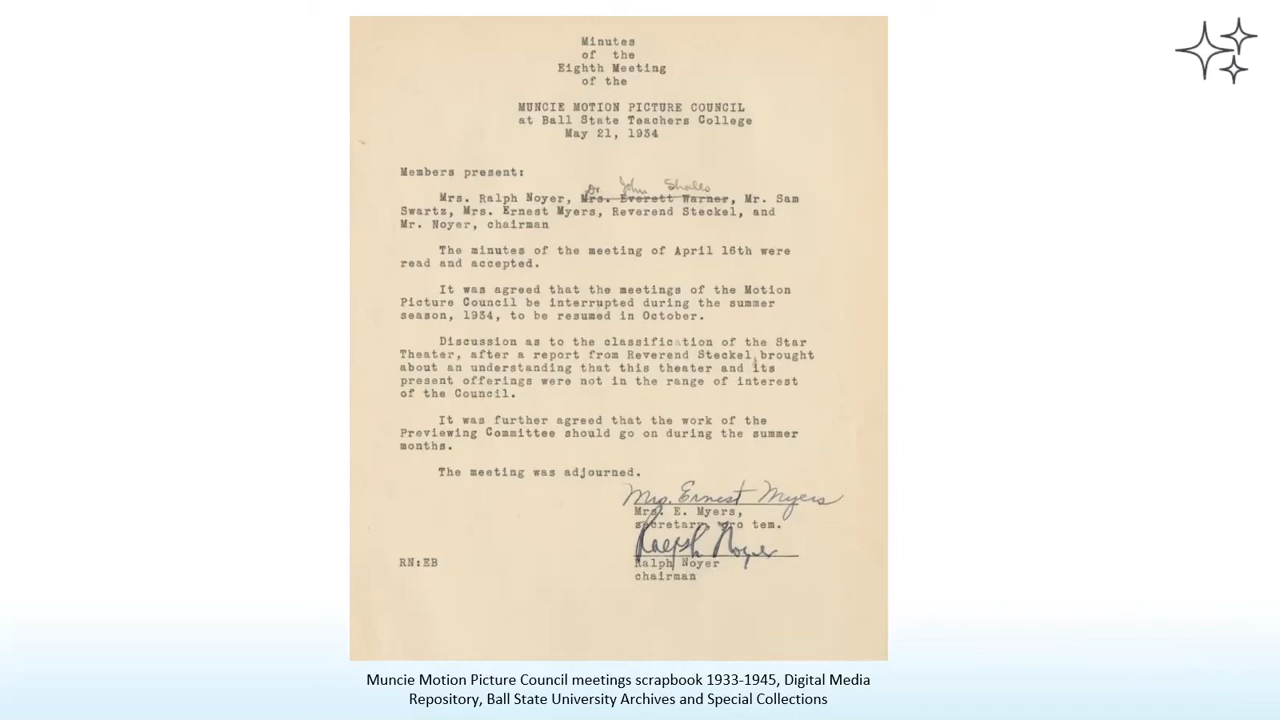 Minutes
of the
Eighth Meeting
of the
MUNCIE MOTION PICTURE COUNCIL
at Ball State Teachers College
May 21, 1934
Members present:
Dr. John Shales
Mrs. Ralph Noyer, Mrs. Everett Warner, Mr. Sam
Swartz, Mrs. Ernest Myers, Reverend Steckel, and
Mr. Noyer, chairman
The minutes of the meeting of April 16th were
read and accepted.
It was agreed that the meetings of the Motion
Picture Council be interrupted during the summer
season, 1934, to be resumed in October.
Discussion as to the classification of the Star
Theater, after a report from Reverend Steckel, brought
about an understanding that this theater and its
present offerings were not in the range of interest
of the Council.
It was further agreed that the work of the
Previewing Committee should go on during the summer
months.
The meeting was adjourned.
Mrs. Ernest Myers
Mrs. E. Myers,
secretary pro tem.
Ralph Noyer
RN:EB
Ralph Noyer
chairman
Muncie Motion Picture Council meetings scrapbook 1933-1945, Digital Media
Repository, Ball State University Archives and Special Collections